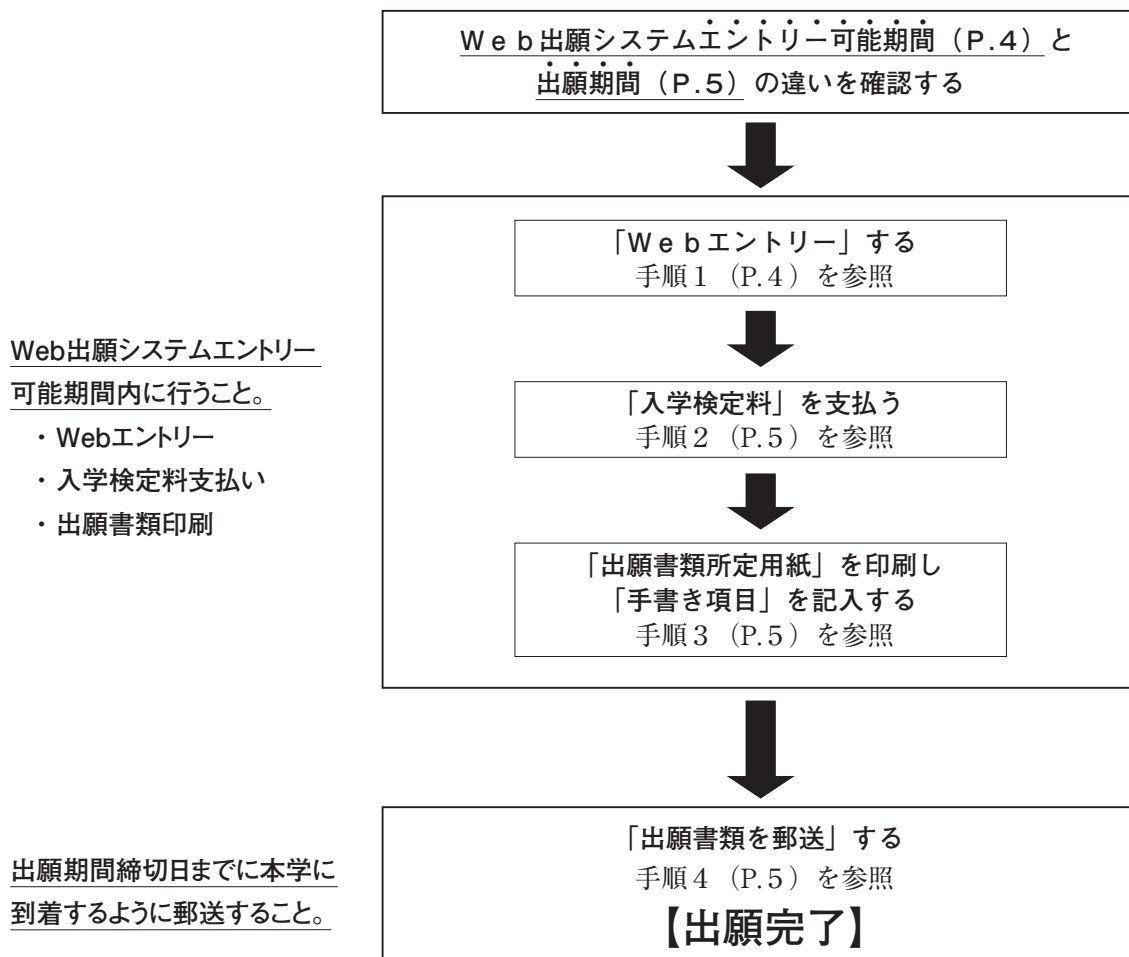 Web出願システムエントリー可能期間(P.4)と
出願期間(P.5)の違いを確認する
「Webエントリー」する
手順1(P.4)を参照
Web出願システムエントリー
可能期間内に行うこと。
・Webエントリー
・入学検定料支払い
・出願書類印刷
「入学検定料」を支払う
手順2(P.5)を参照
「出願書類所定用紙」を印刷し
「手書き項目」を記入する
手順3(P.5)を参照
出願期間締切日までに本学に
到着するように郵送すること。
「出願書類を郵送」する
手順4(P.5)を参照
【出願完了】